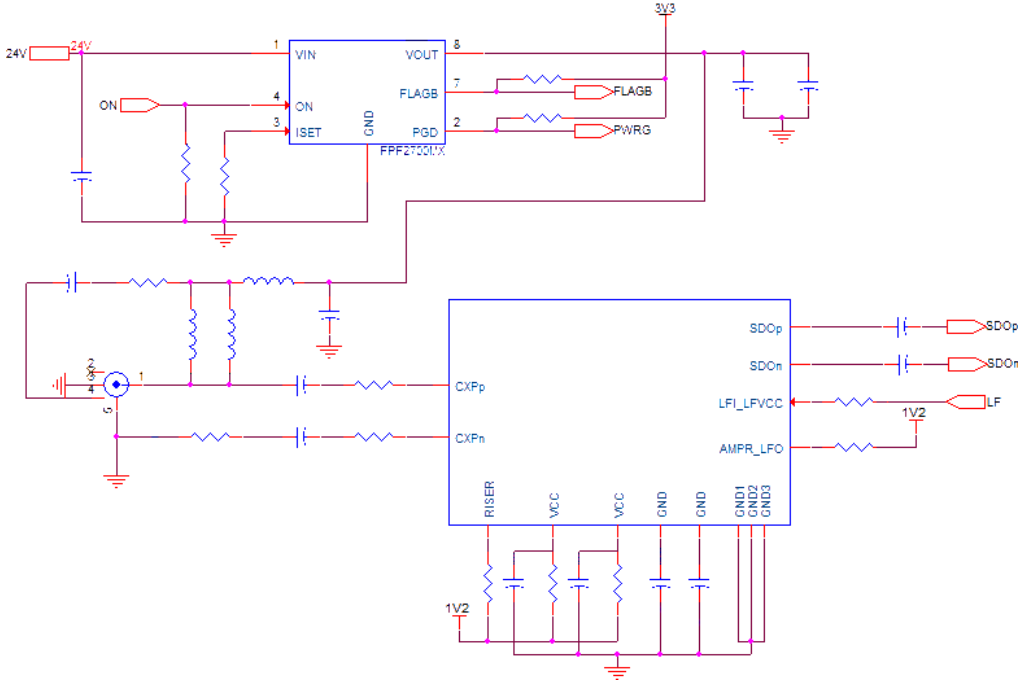 3V3
24V
24V
1
VIN
VOUT
8
FLAGB
7
FLAGB
ON
4
ON
3
ISET
GND
PGD
2
PWRG
FPF2700MX
2
3
4
1
5
CXPp
CXPn
SDOp
SDOp
SDOn
SDOn
LFI_LFVCC
LF
1V2
AMPR_LFO
RISER
VCC
VCC
GND
GND
GND1
GND2
GND3
1V2